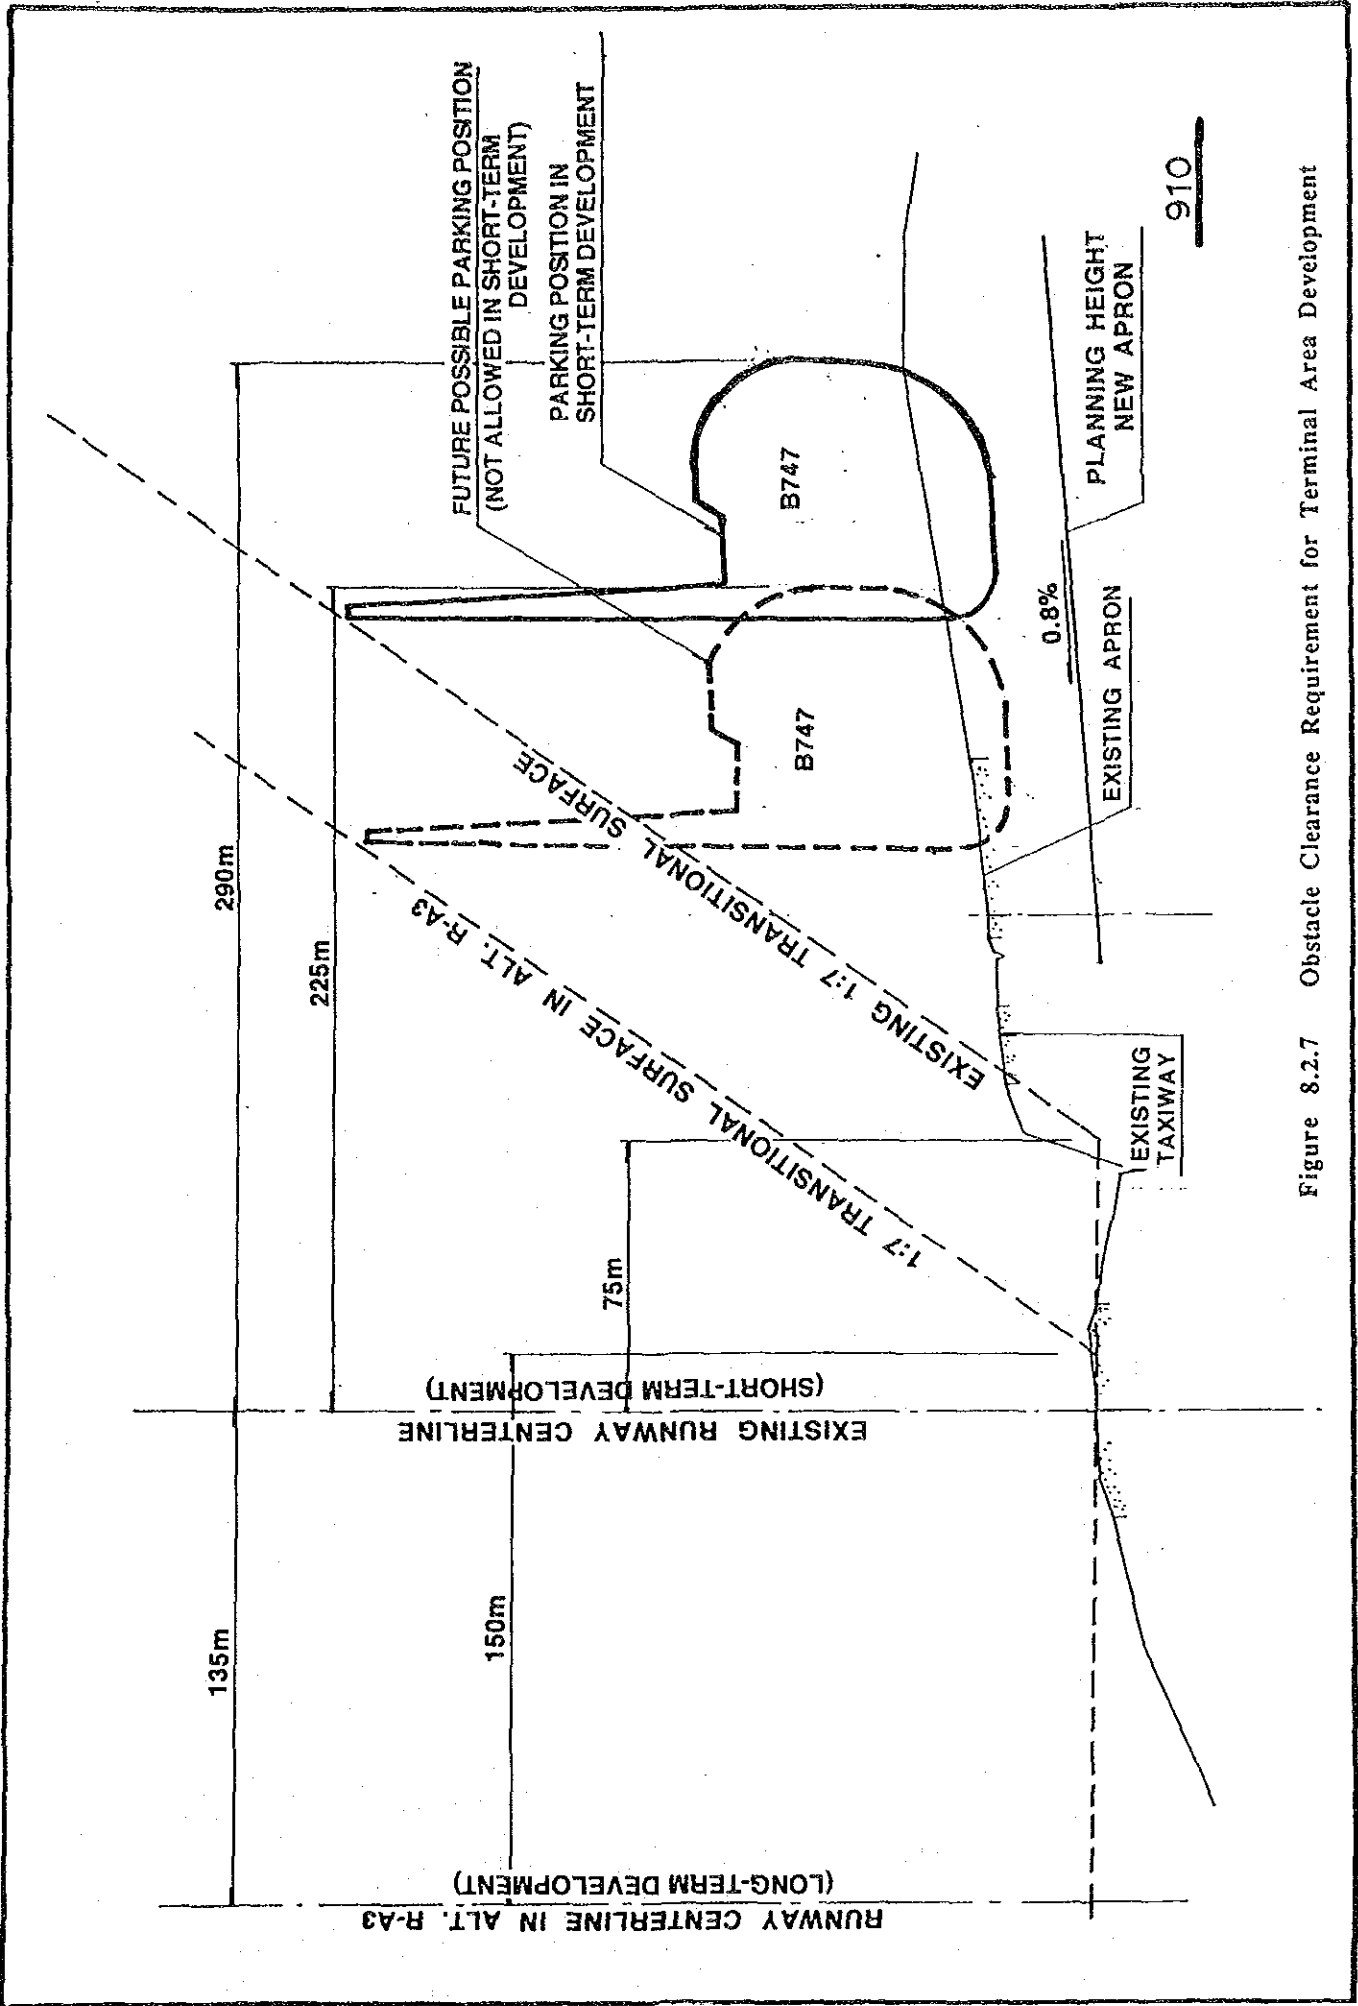 135m
290m
225m
150m
75m
RUNWAY CENTERLINE IN ALT. R-A3
(LONG-TERM DEVELOPMENT)
EXISTING RUNWAY CENTERLINE
(SHORT-TERM DEVELOPMENT)
1:7 TRANSITIONAL SURFACE IN ALT. R-A3
EXISTING 1:7 TRANSITIONAL SURFACE
FUTURE POSSIBLE PARKING POSITION
(NOT ALLOWED IN SHORT-TERM
DEVELOPMENT)
PARKING POSITION IN
SHORT-TERM DEVELOPMENT
B747
B747
0.8%
EXISTING
TAXIWAY
EXISTING APRON
PLANNING HEIGHT
NEW APRON
910
Figure 8.2.7 Obstacle Clearance Requirement for Terminal Area Development